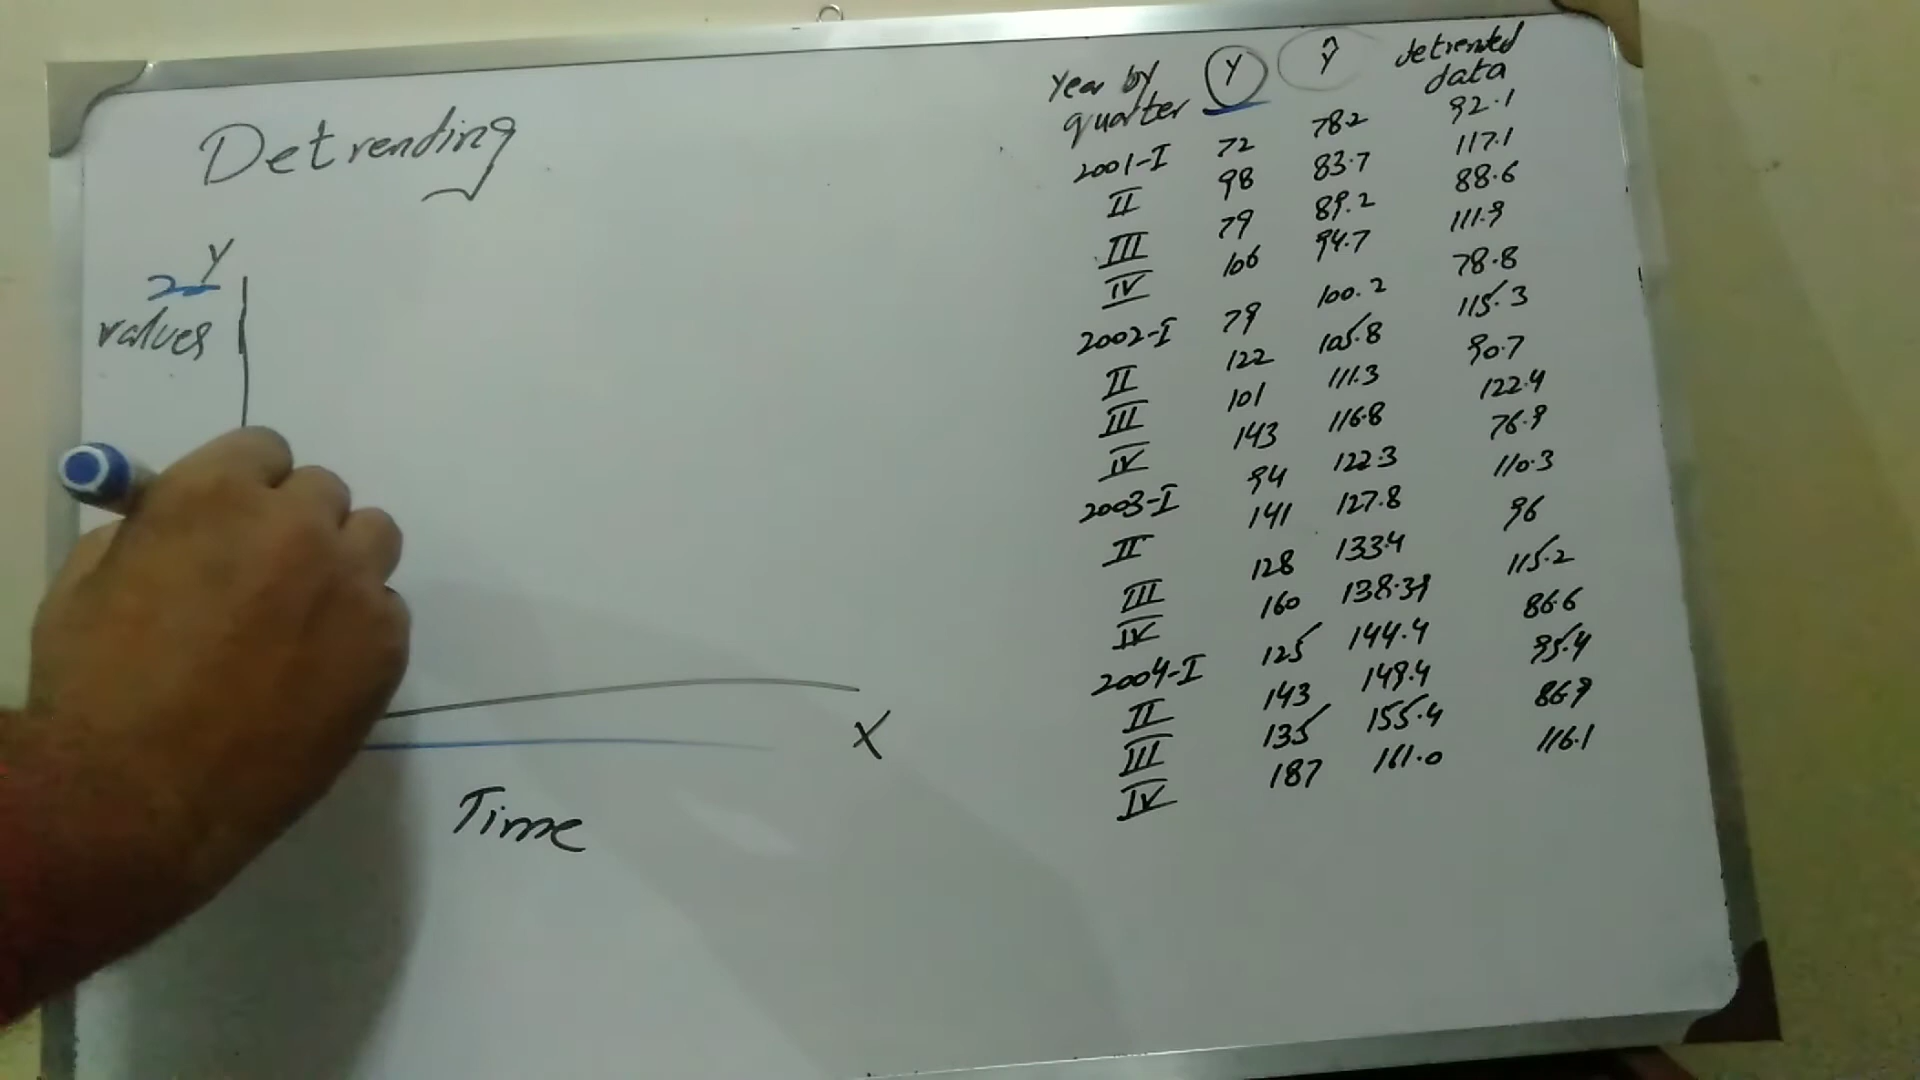 Detrending
Y
values
X
Time
Year by quarter Y Ŷ detrended data
2001-I 72 78.2 92.1
II 98 83.7 117.1
III 79 89.2 88.6
IV 106 94.7 111.9
2002-I 79 100.2 78.8
II 122 105.8 115.3
III 101 111.3 90.7
IV 143 116.8 122.4
2003-I 94 122.3 76.9
II 141 127.8 110.3
III 128 133.4 96
IV 160 115.2
2004-I 125 144.4 86.6
II 143 149.4 95.4
III 135 155.4 86.9
IV 187 161.0 116.1